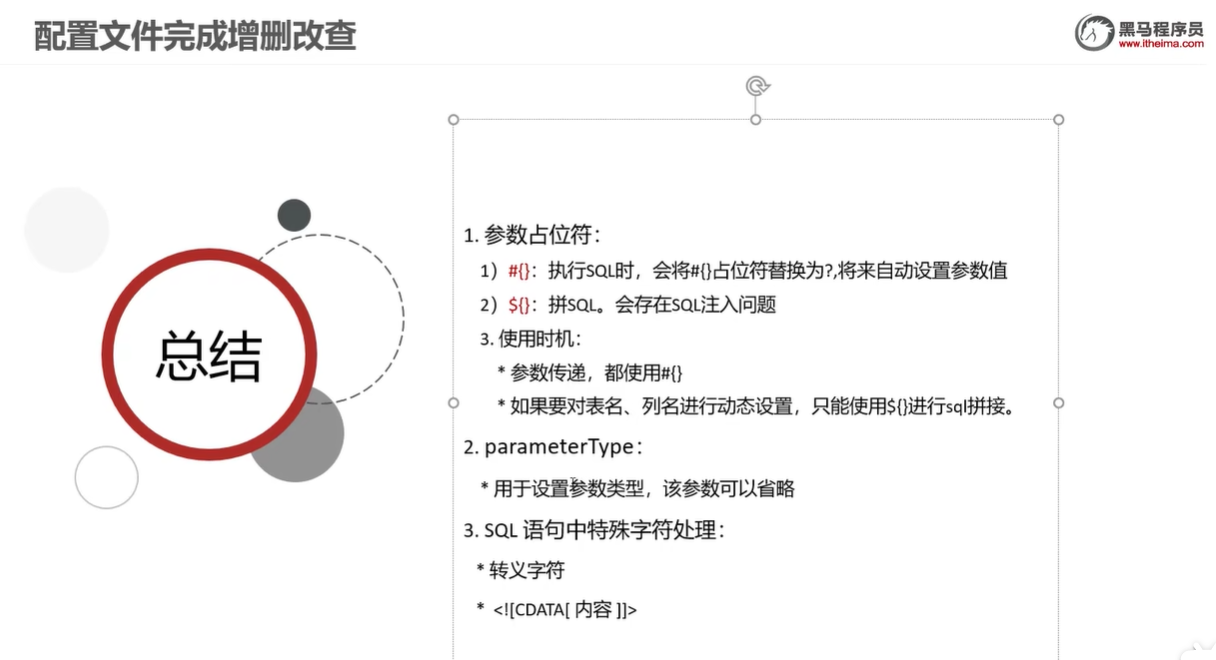 配置文件完成增删改查
黑马程序员
www.itheima.com
总结
1. 参数占位符：
1）#{}：执行SQL时，会将#{}占位符替换为?,将来自动设置参数值
2）${}：拼SQL。会存在SQL注入问题
3. 使用时机：
* 参数传递，都使用#{}
* 如果要对表名、列名进行动态设置，只能使用${}进行sql拼接。
2. parameterType：
* 用于设置参数类型，该参数可以省略
3. SQL 语句中特殊字符处理：
* 转义字符
* <![CDATA[ 内容 ]]>